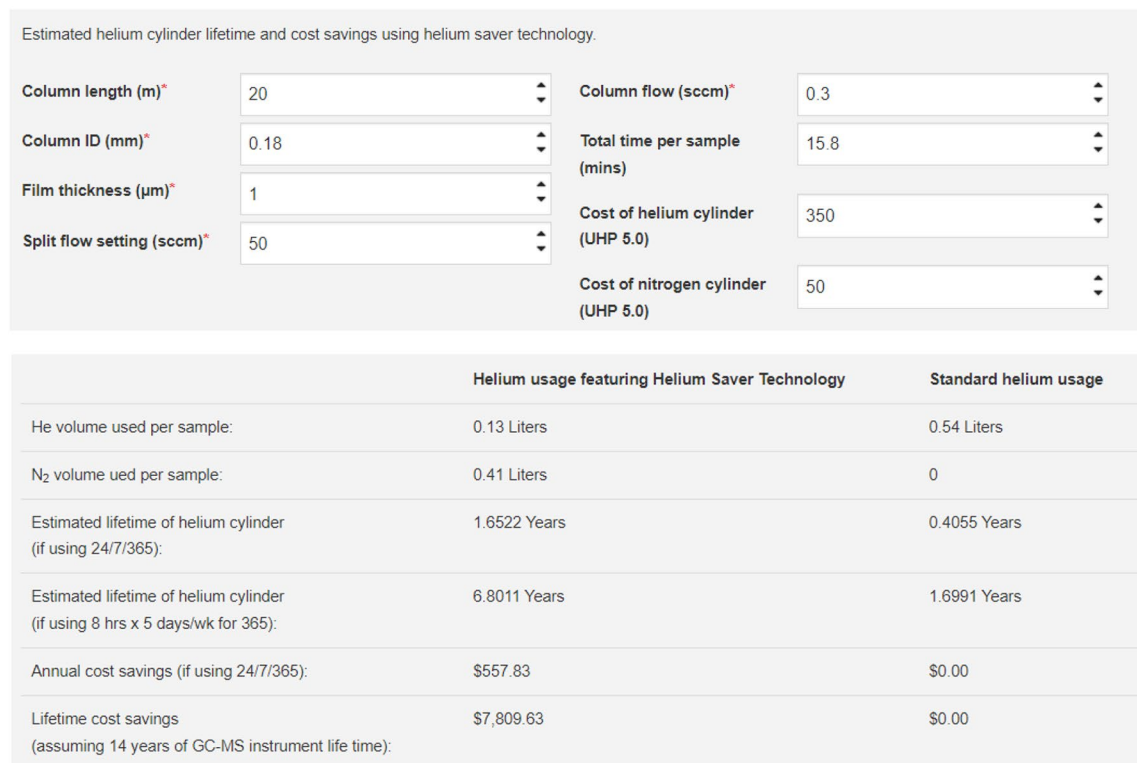 Estimated helium cylinder lifetime and cost savings using helium saver technology.
Column length (m)* 20
Column ID (mm)* 0.18
Film thickness (µm)* 1
Split flow setting (sccm)* 50
Column flow (sccm)* 0.3
Total time per sample 15.8
(mins)
Cost of helium cylinder 350
(UHP 5.0)
Cost of nitrogen cylinder 50
(UHP 5.0)
Helium usage featuring Helium Saver Technology Standard helium usage
He volume used per sample: 0.13 Liters 0.54 Liters
N₂ volume ued per sample: 0.41 Liters 0
Estimated lifetime of helium cylinder 1.6522 Years 0.4055 Years
(if using 24/7/365):
Estimated lifetime of helium cylinder 6.8011 Years 1.6991 Years
(if using 8 hrs x 5 days/wk for 365):
Annual cost savings (if using 24/7/365): $557.83 $0.00
Lifetime cost savings $7,809.63 $0.00
(assuming 14 years of GC-MS instrument life time):